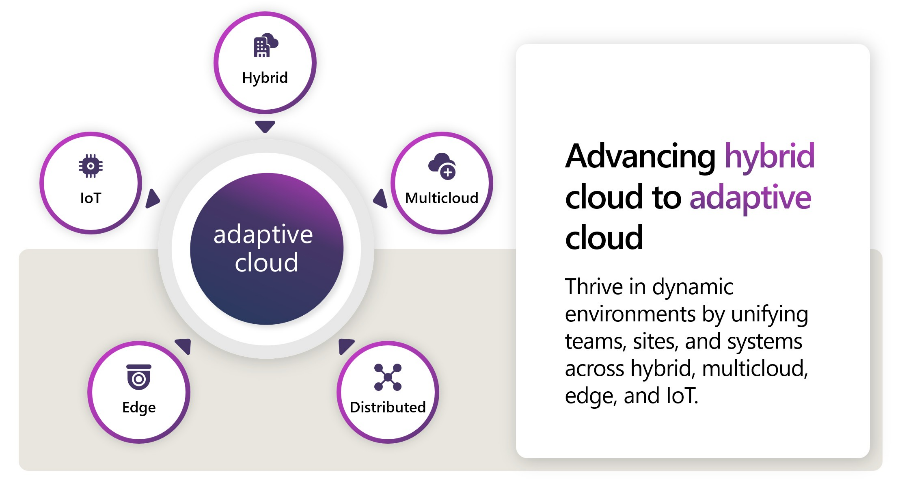 Hybrid
IoT
Multicloud
adaptive
cloud
Edge
Distributed
Advancing hybrid
cloud to adaptive
cloud
Thrive in dynamic
environments by unifying
teams, sites, and systems
across hybrid, multicloud,
edge, and IoT.